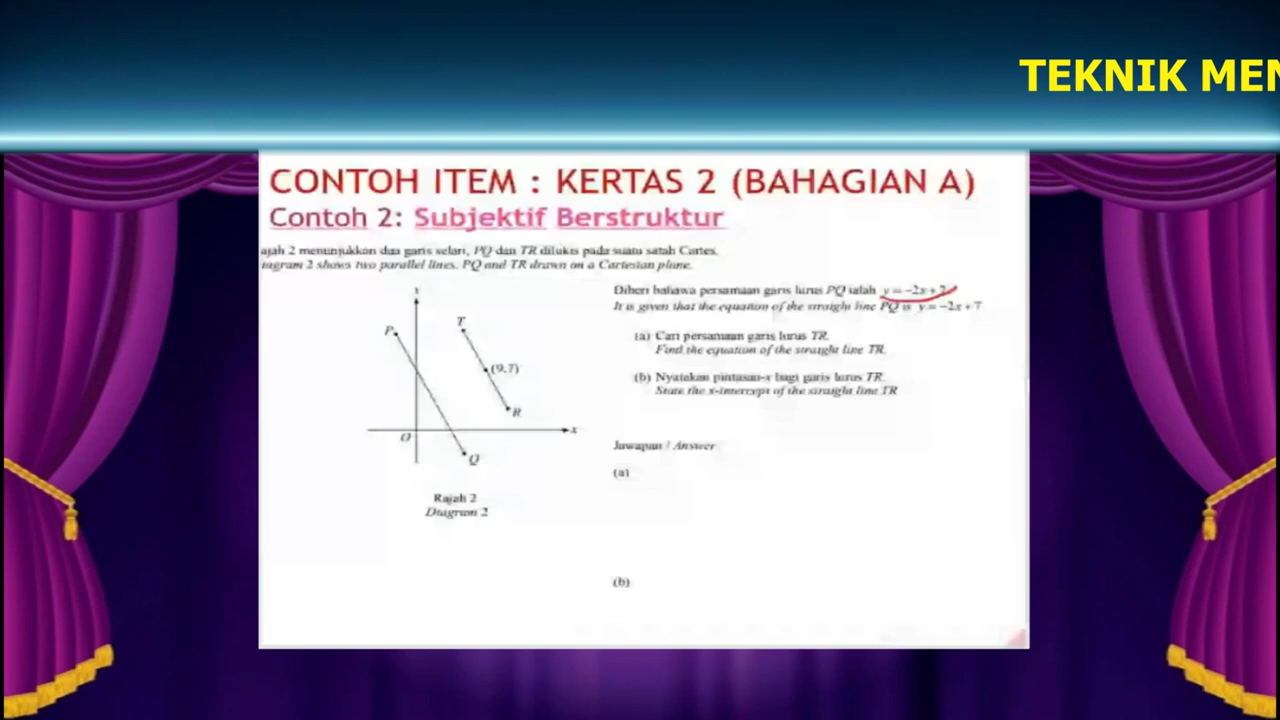 TEKNIK MEN
CONTOH ITEM : KERTAS 2 (BAHAGIAN A)
Contoh 2: Subjektif Berstruktur
ajah 2 menunjukkan dua garis selari, PQ dan TR dilukis pada suatu satah Cartes.
iagram 2 shows two parallel lines. PQ and TR drawn on a Cartesian plane.
Diberi bahawa persamaan garis lurus PQ ialah y = -2x + 7
It is given that the equation of the straight line PQ is y = -2x + 7
(a) Cari persamaan garis lurus TR.
Find the equation of the straight line TR.
(b) Nyatakan pintasan-x bagi garis lurus TR.
State the x-intercept of the straight line TR
Jawapan / Answer
(a)
(b)
y
P
T
(9,7)
R
O
x
Q
Rajah 2
Diagram 2